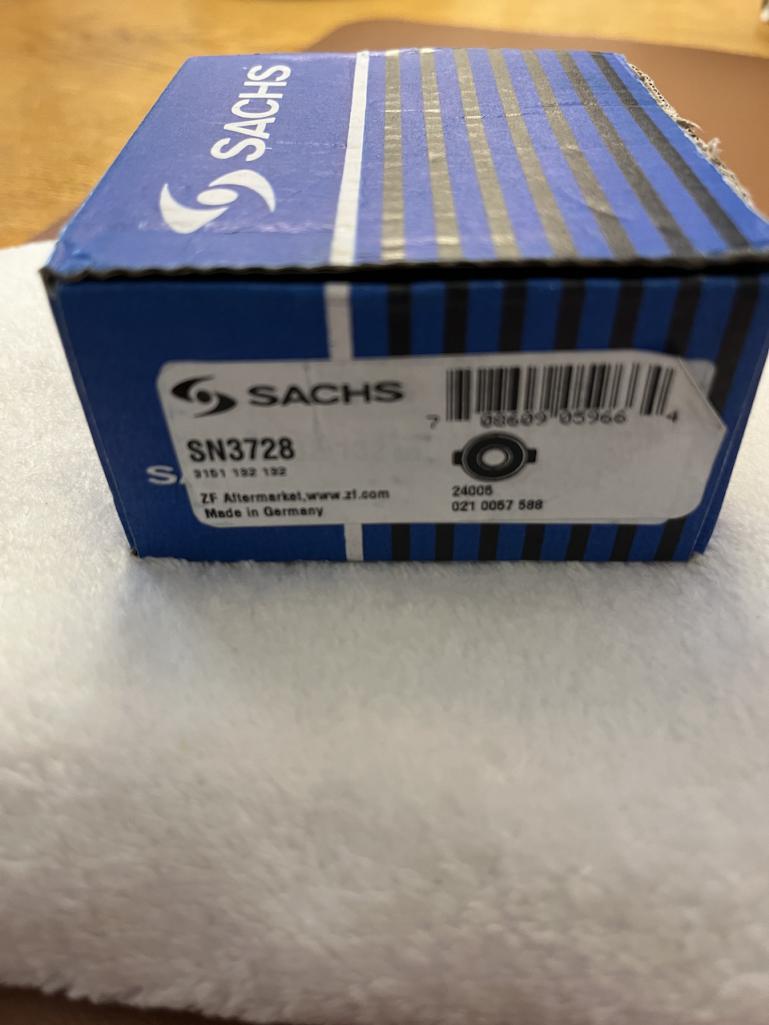 SACHS
SACHS
7 08609 05966 4
SN3728
3151 132 132
ZF Aftermarket,www.zf.com
Made in Germany
24005
021 0057 588